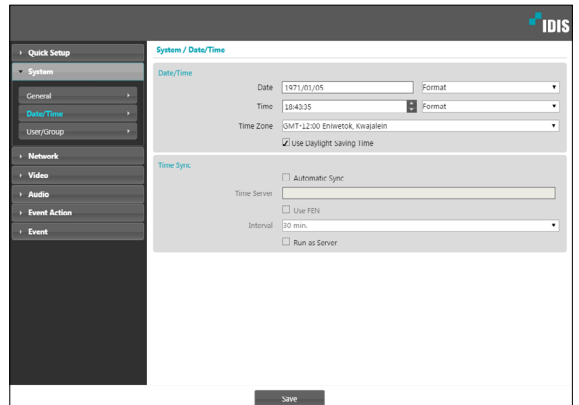 IDIS
Quick Setup
System
General
Date/Time
User/Group
Network
Video
Audio
Event Action
Event
System / Date/Time
Date/Time
Date 1971/01/05 Format
Time 18:43:35 Format
Time Zone GMT-12:00 Eniwetok, Kwajalein
Use Daylight Saving Time
Time Sync
Automatic Sync
Time Server
Use FEN
Interval 30 min.
Run as Server
Save